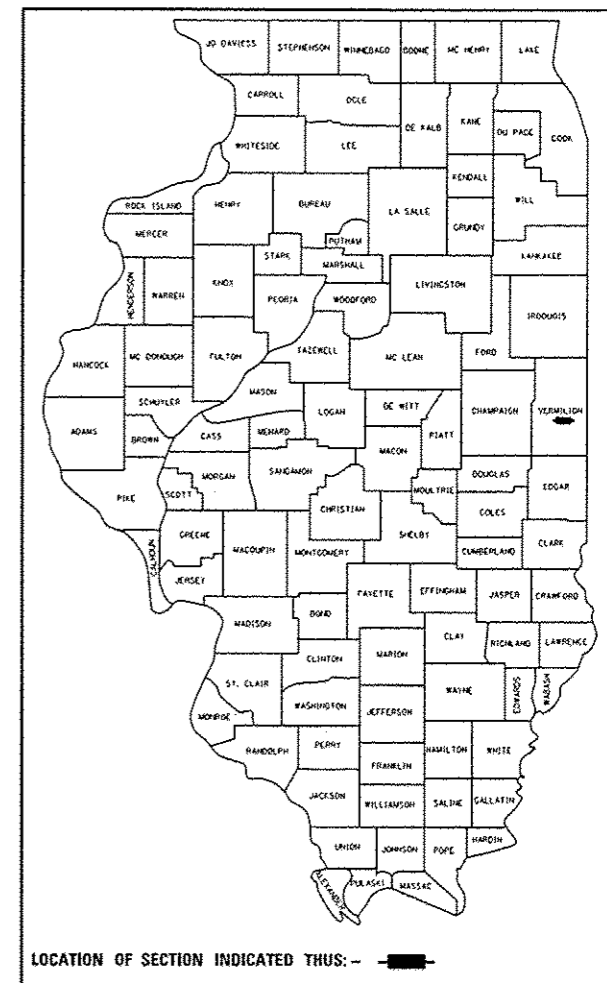 JO DAVIESS STEPHENSON WINNEBAGO BOONE MC HENRY LAKE
CARROLL OGLE DE KALB KANE DU PAGE COOK
WHITESIDE LEE
KENDALL WILL
ROCK ISLAND HENRY BUREAU LA SALLE GRUNDY
MERCER PUTNAM KANKAKEE
STARK MARSHALL
HENDERSON WARREN KNOX PEORIA WOODFORD LIVINGSTON IROQUOIS
HANCOCK MC DONOUGH FULTON TAZEWELL MC LEAN FORD
SCHUYLER MASON LOGAN DE WITT CHAMPAIGN VERMILION
ADAMS BROWN CASS MENARD MACON PIATT
PIKE SCOTT MORGAN SANGAMON MOULTRIE DOUGLAS EDGAR
CHRISTIAN COLES
CALHOUN GREENE MACOUPIN MONTGOMERY SHELBY CUMBERLAND CLARK
JERSEY FAYETTE EFFINGHAM JASPER CRAWFORD
MADISON BOND CLAY RICHLAND LAWRENCE
CLINTON MARION
ST. CLAIR WASHINGTON WAYNE EDWARDS WABASH
MONROE JEFFERSON
RANDOLPH PERRY HAMILTON WHITE
FRANKLIN
JACKSON WILLIAMSON SALINE GALLATIN
UNION JOHNSON POPE HARDIN
ALEXANDER PULASKI MASSAC
LOCATION OF SECTION INDICATED THUS: -